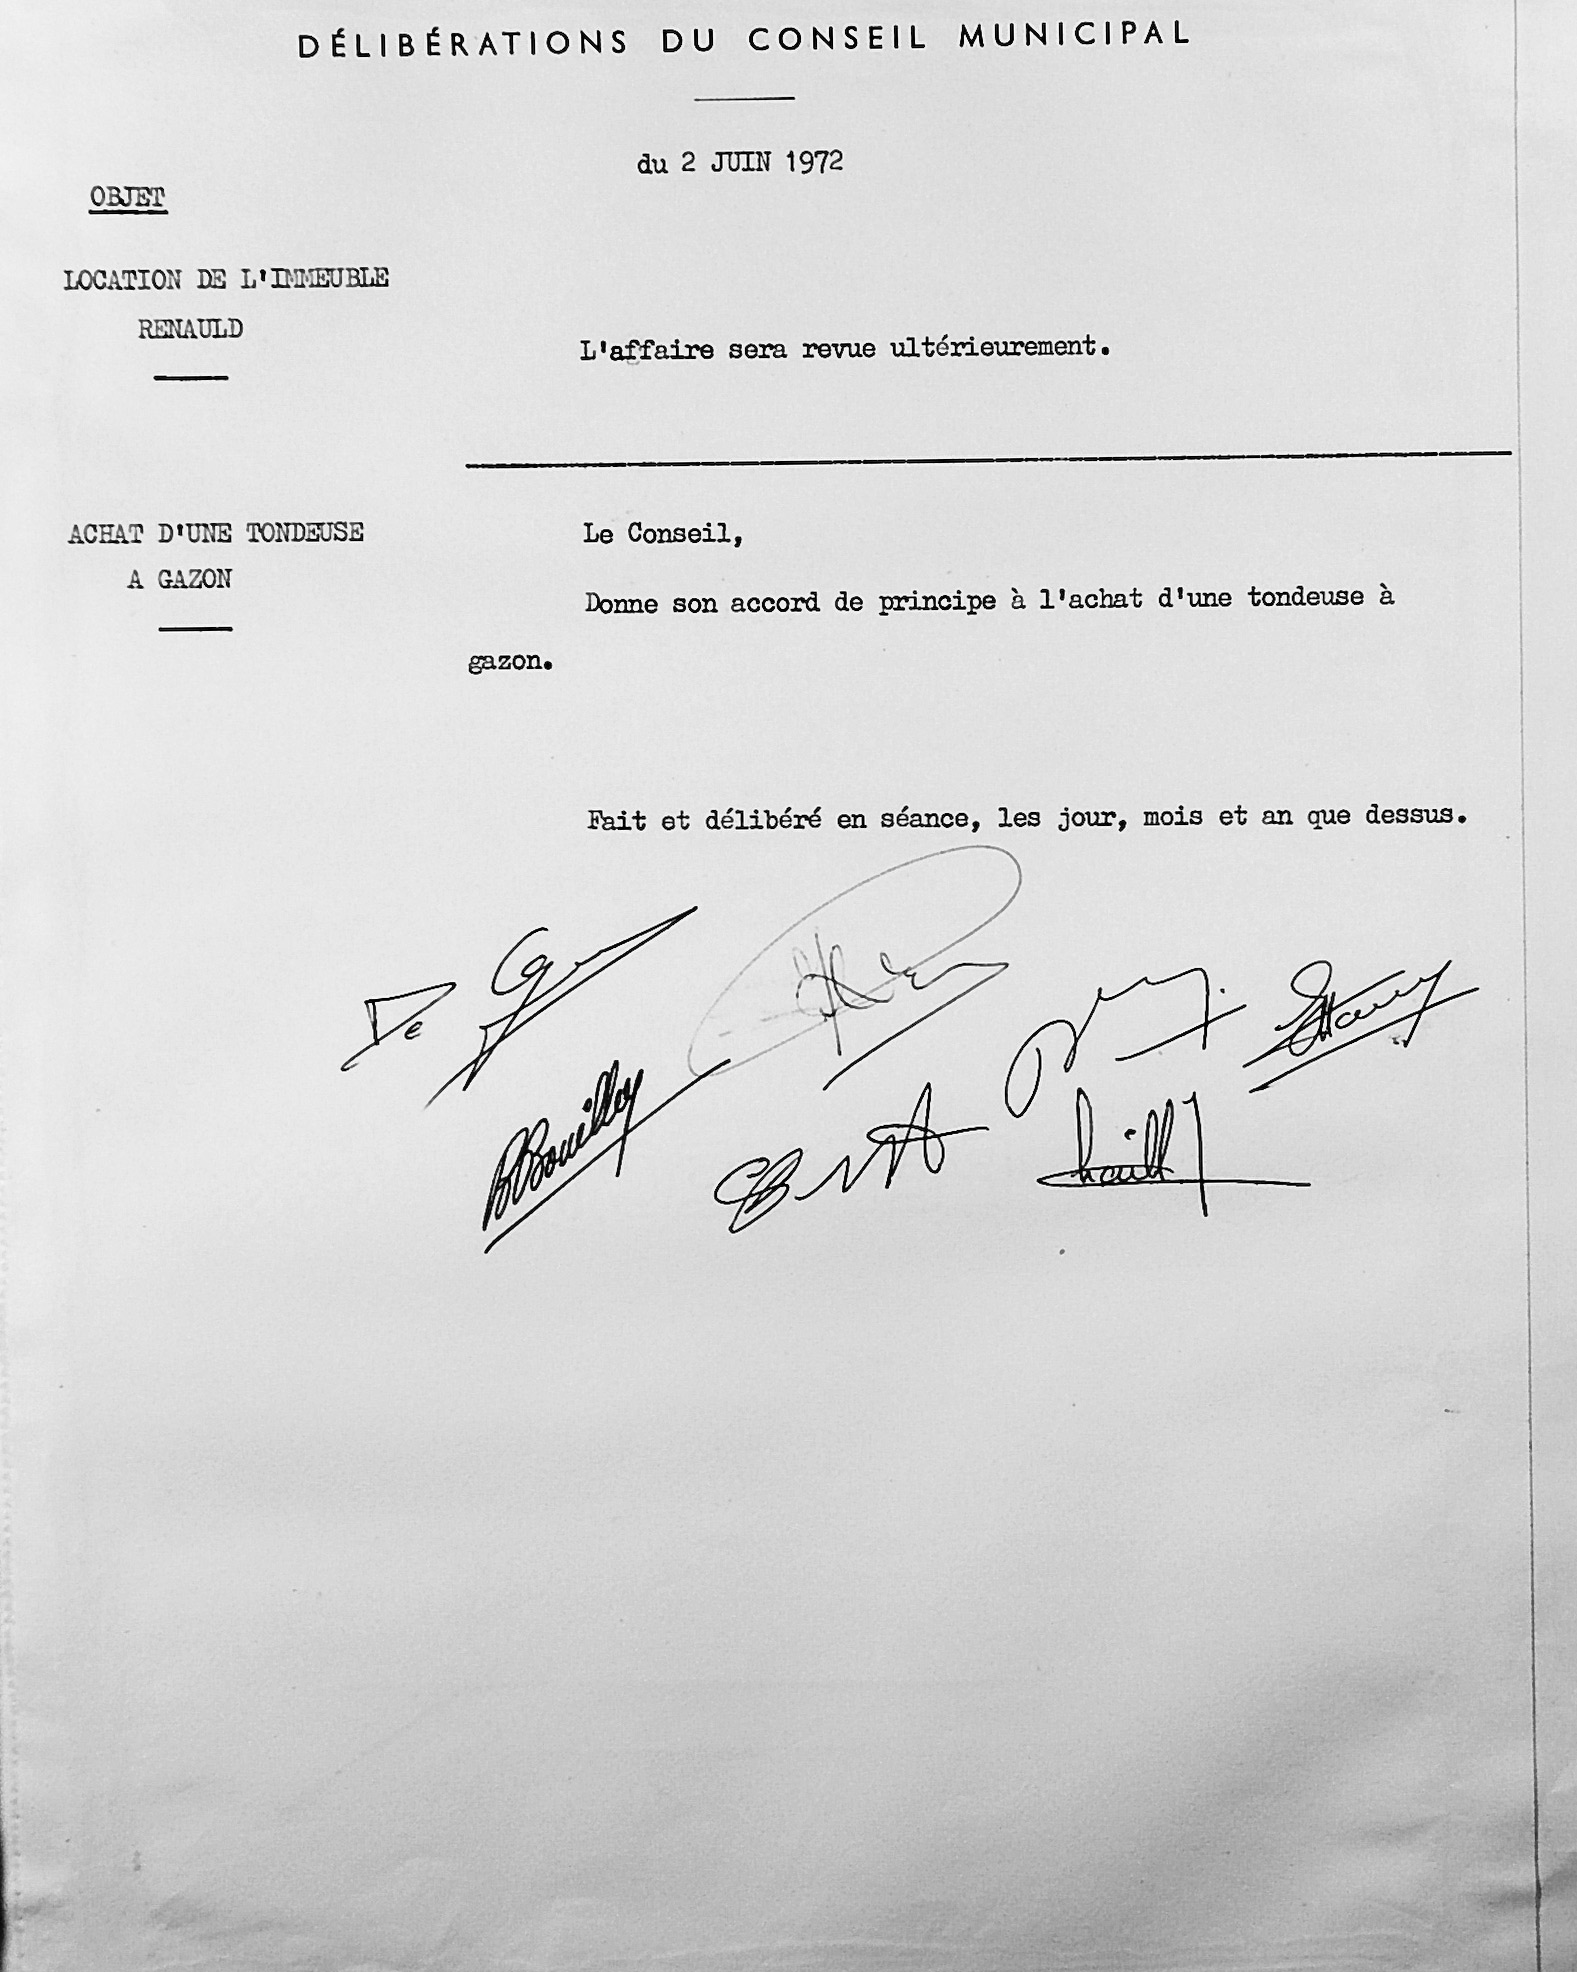 DÉLIBÉRATIONS DU CONSEIL MUNICIPAL
du 2 JUIN 1972
OBJET
LOCATION DE L'IMMEUBLE
RENAULD
L'affaire sera revue ultérieurement.
ACHAT D'UNE TONDEUSE
A GAZON
Le Conseil,
Donne son accord de principe à l'achat d'une tondeuse à
gazon.
Fait et délibéré en séance, les jour, mois et an que dessus.